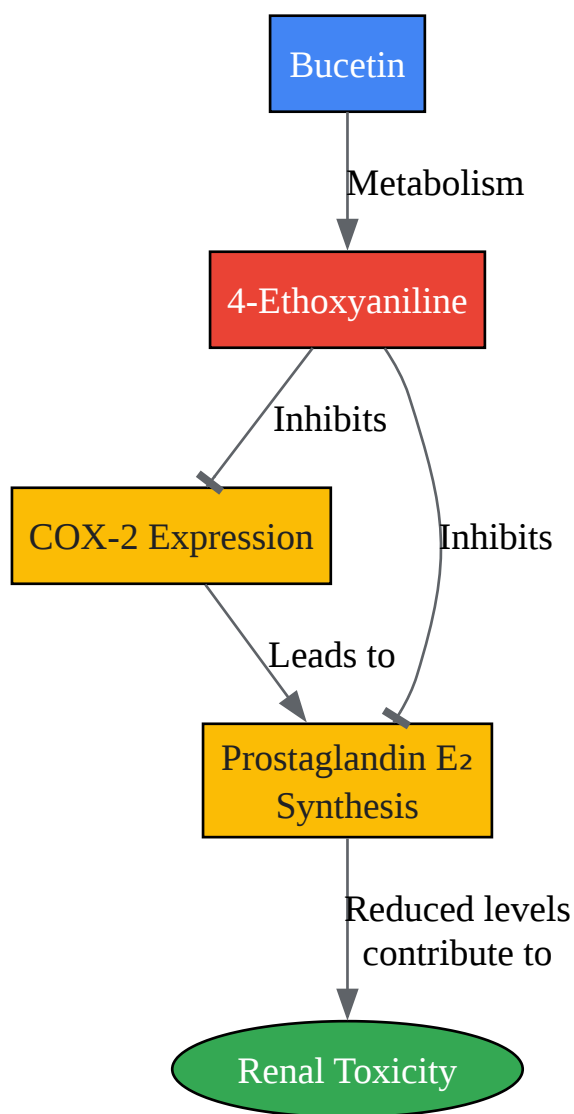 Bucetin
Metabolism
4-Ethoxyaniline
Inhibits
COX-2 Expression
Inhibits
Leads to
Prostaglandin E₂
Synthesis
Reduced levels
contribute to
Renal Toxicity